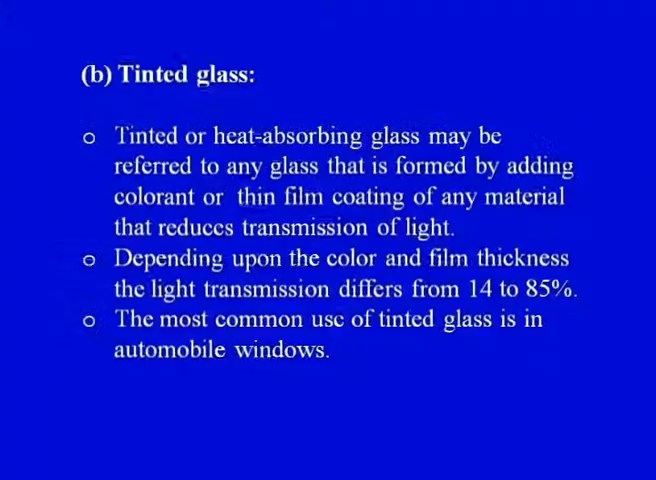 (b) Tinted glass:
o Tinted or heat-absorbing glass may be
referred to any glass that is formed by adding
colorant or thin film coating of any material
that reduces transmission of light.
o Depending upon the color and film thickness
the light transmission differs from 14 to 85%.
o The most common use of tinted glass is in
automobile windows.